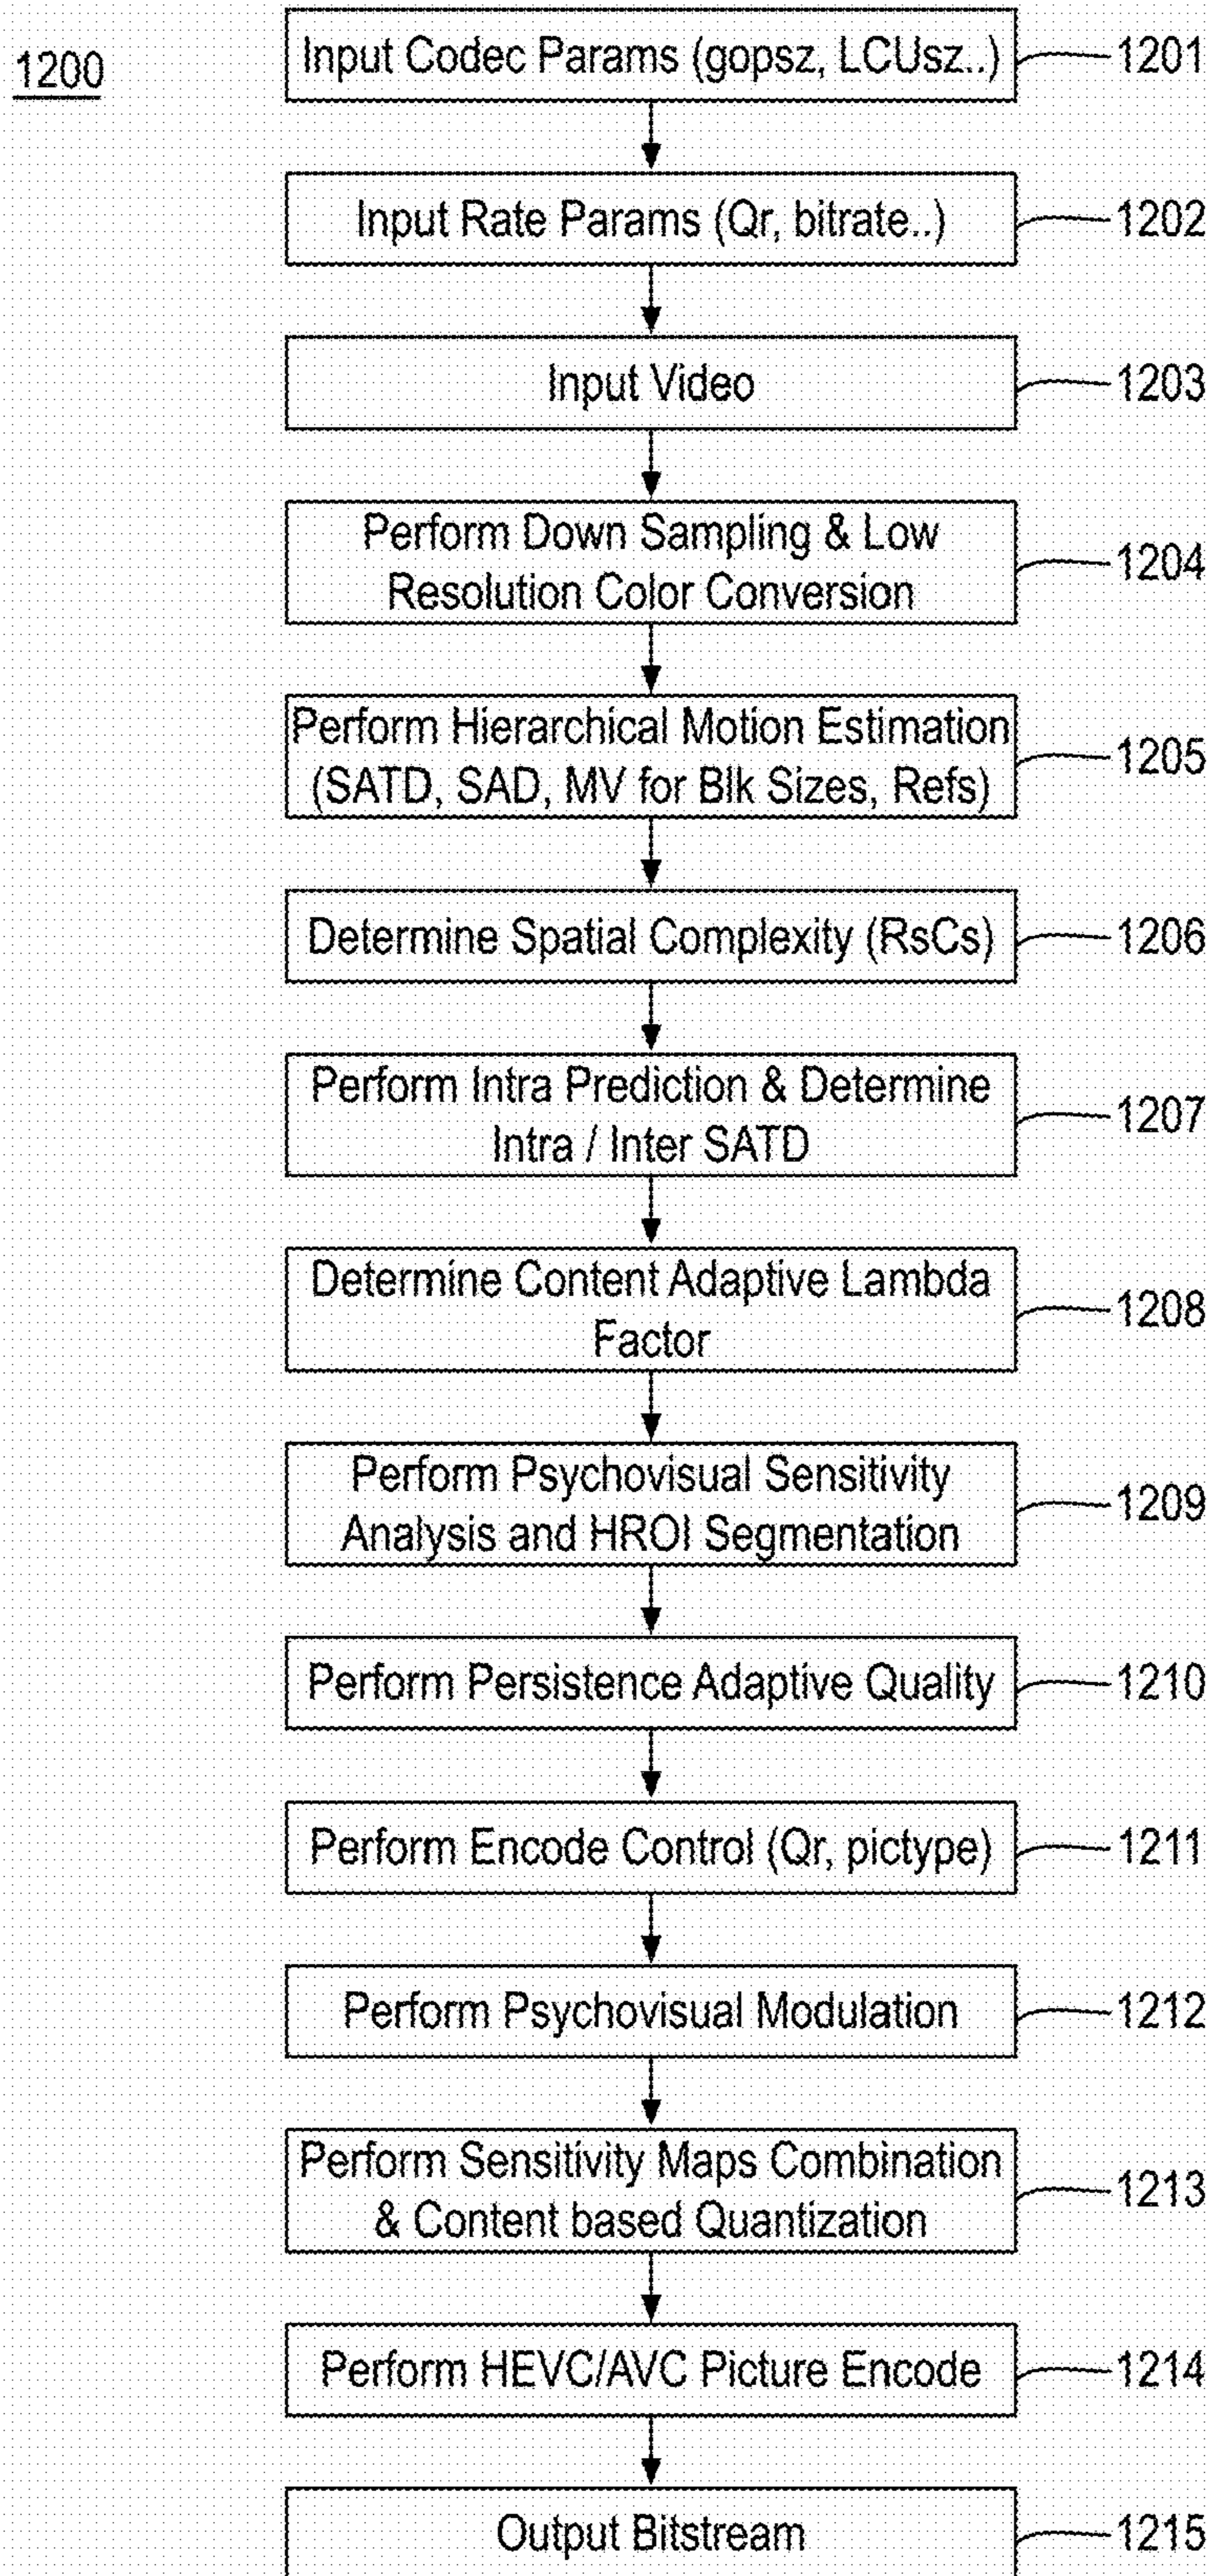 1200
Input Codec Params (gopsz, LCUsz..)
1201
Input Rate Params (Qr, bitrate..)
1202
Input Video
1203
Perform Down Sampling & Low
Resolution Color Conversion
1204
Perform Hierarchical Motion Estimation
(SATD, SAD, MV for Blk Sizes, Refs)
1205
Determine Spatial Complexity (RsCs)
1206
Perform Intra Prediction & Determine
Intra / Inter SATD
1207
Determine Content Adaptive Lambda
Factor
1208
Perform Psychovisual Sensitivity
Analysis and HROI Segmentation
1209
Perform Persistence Adaptive Quality
1210
Perform Encode Control (Qr, pictype)
1211
Perform Psychovisual Modulation
1212
Perform Sensitivity Maps Combination
& Content based Quantization
1213
Perform HEVC/AVC Picture Encode
1214
Output Bitstream
1215